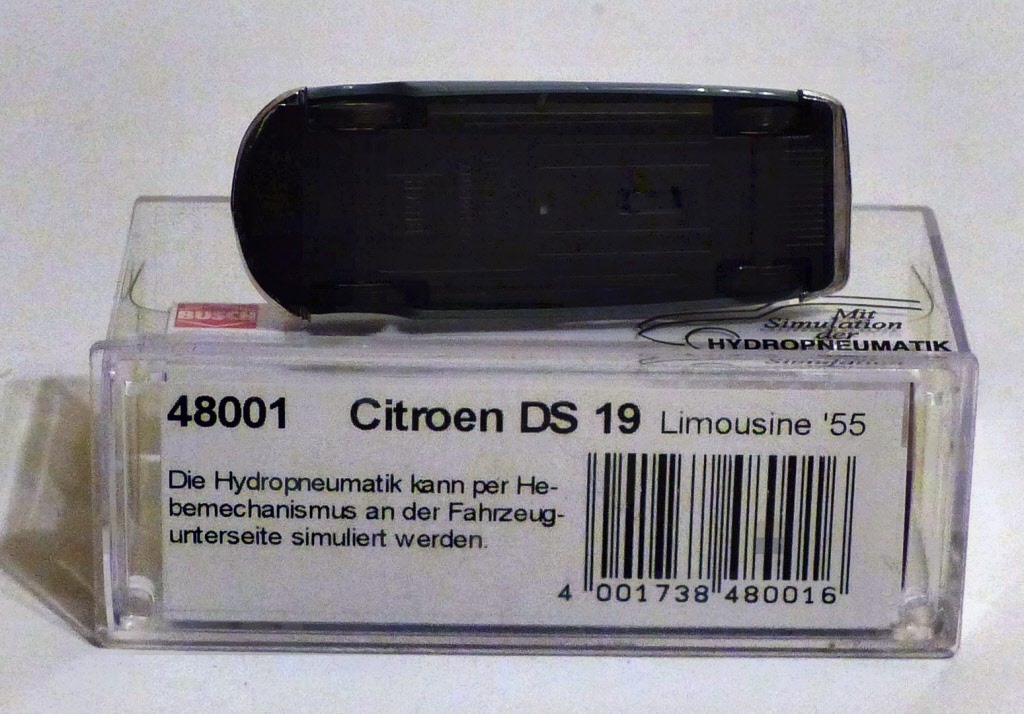 BUSCH
Mit
Simulation
der
HYDROPNEUMATIK
48001 Citroen DS 19 Limousine '55
Die Hydropneumatik kann per He-
bemechanismus an der Fahrzeug-
unterseite simuliert werden.
4 001738 480016